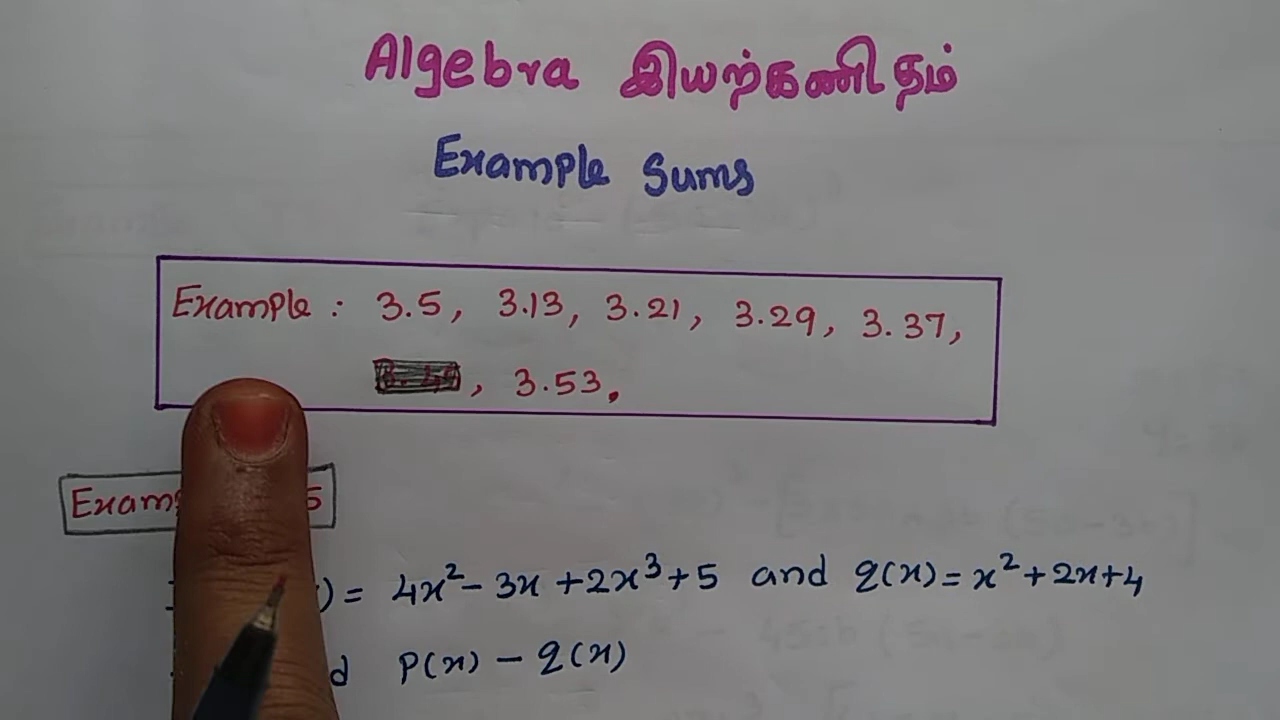 Algebra இயற்கணிதம்
Example Sums
Example : 3.5, 3.13, 3.21, 3.29, 3.37,
, 3.53.
5
) = 4x² - 3x + 2x³ + 5 and q(x) = x² + 2x + 4
d P(x) - q(x)